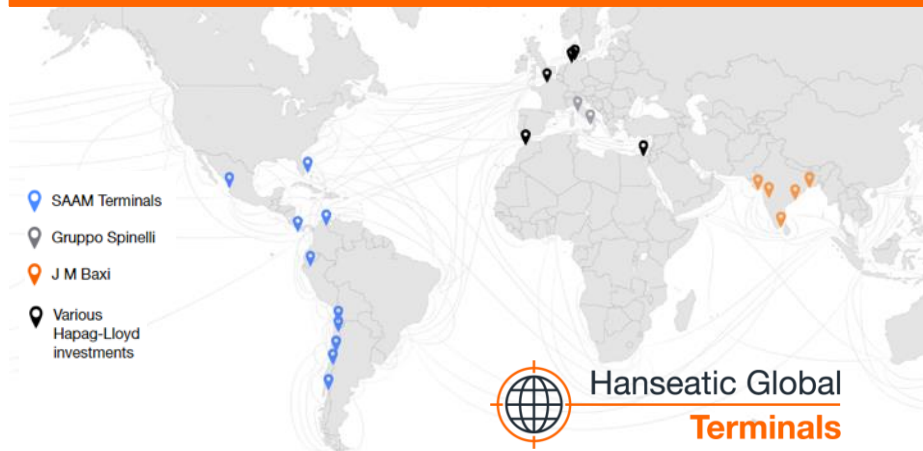 SAAM Terminals
Gruppo Spinelli
J M Baxi
Various
Hapag-Lloyd
investments
Hanseatic Global
Terminals